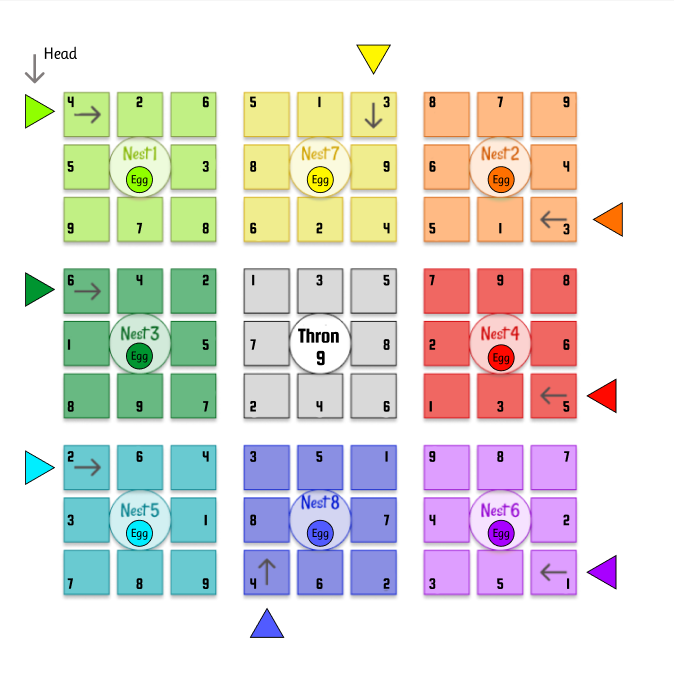 Head
4 2 6 5 1 3 8 7 9
Nest1 Nest7 Nest2
5 3 8 9 6 4
Egg Egg Egg
9 7 8 6 2 4 5 1 3
6 4 2 1 3 5 7 9 8
Nest3 Thron Nest4
1 5 7 8 2 6
Egg 9 Egg
8 9 7 2 4 6 1 3 5
2 6 4 3 5 1 9 8 7
Nest5 Nest8 Nest6
3 1 8 7 4 2
Egg Egg Egg
7 8 9 4 6 2 3 5 1